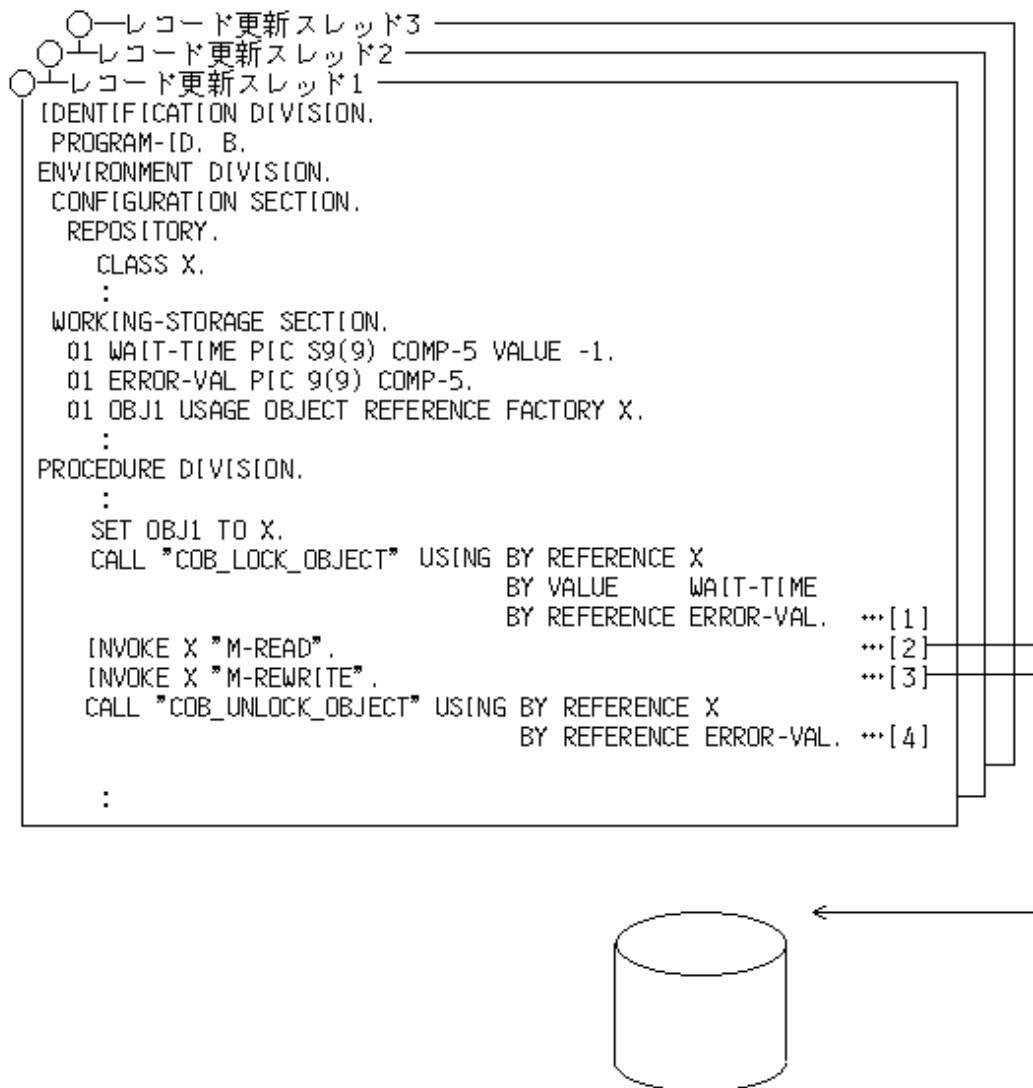 レコード更新スレッド3
レコード更新スレッド2
レコード更新スレッド1
IDENTIFICATION DIVISION.
PROGRAM-ID. B.
ENVIRONMENT DIVISION.
CONFIGURATION SECTION.
REPOSITORY.
CLASS X.
:
WORKING-STORAGE SECTION.
01 WAIT-TIME PIC S9(9) COMP-5 VALUE -1.
01 ERROR-VAL PIC 9(9) COMP-5.
01 OBJ1 USAGE OBJECT REFERENCE FACTORY X.
:
PROCEDURE DIVISION.
:
SET OBJ1 TO X.
CALL "COB_LOCK_OBJECT" USING BY REFERENCE X
BY VALUE WAIT-TIME
BY REFERENCE ERROR-VAL. …[1]
INVOKE X "M-READ". …[2]
INVOKE X "M-REWRITE". …[3]
CALL "COB_UNLOCK_OBJECT" USING BY REFERENCE X
BY REFERENCE ERROR-VAL. …[4]
: